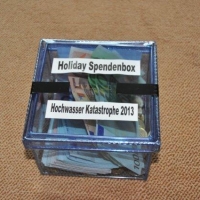 Holiday Spendenbox
Hochwasser Katastrophe 2013